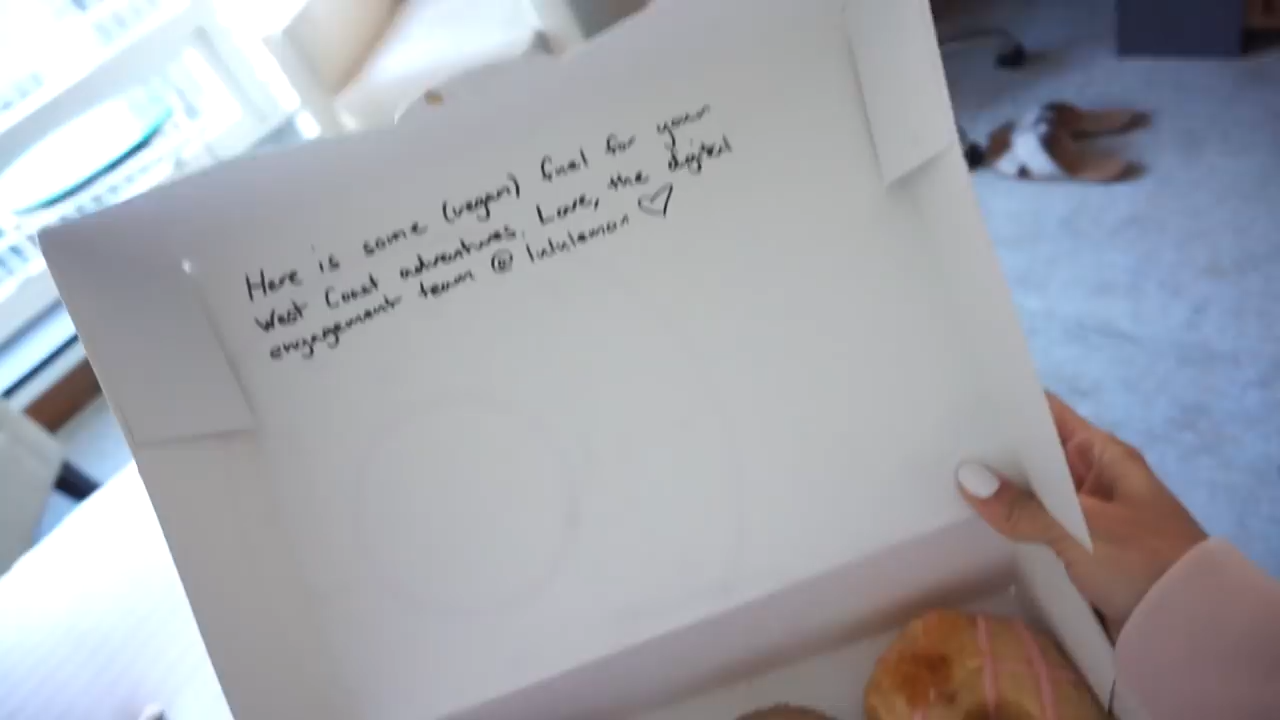 Here is some (vegan) fuel for your
West Coast adventures. Love, the digital
engagement team @ lululemon ♡